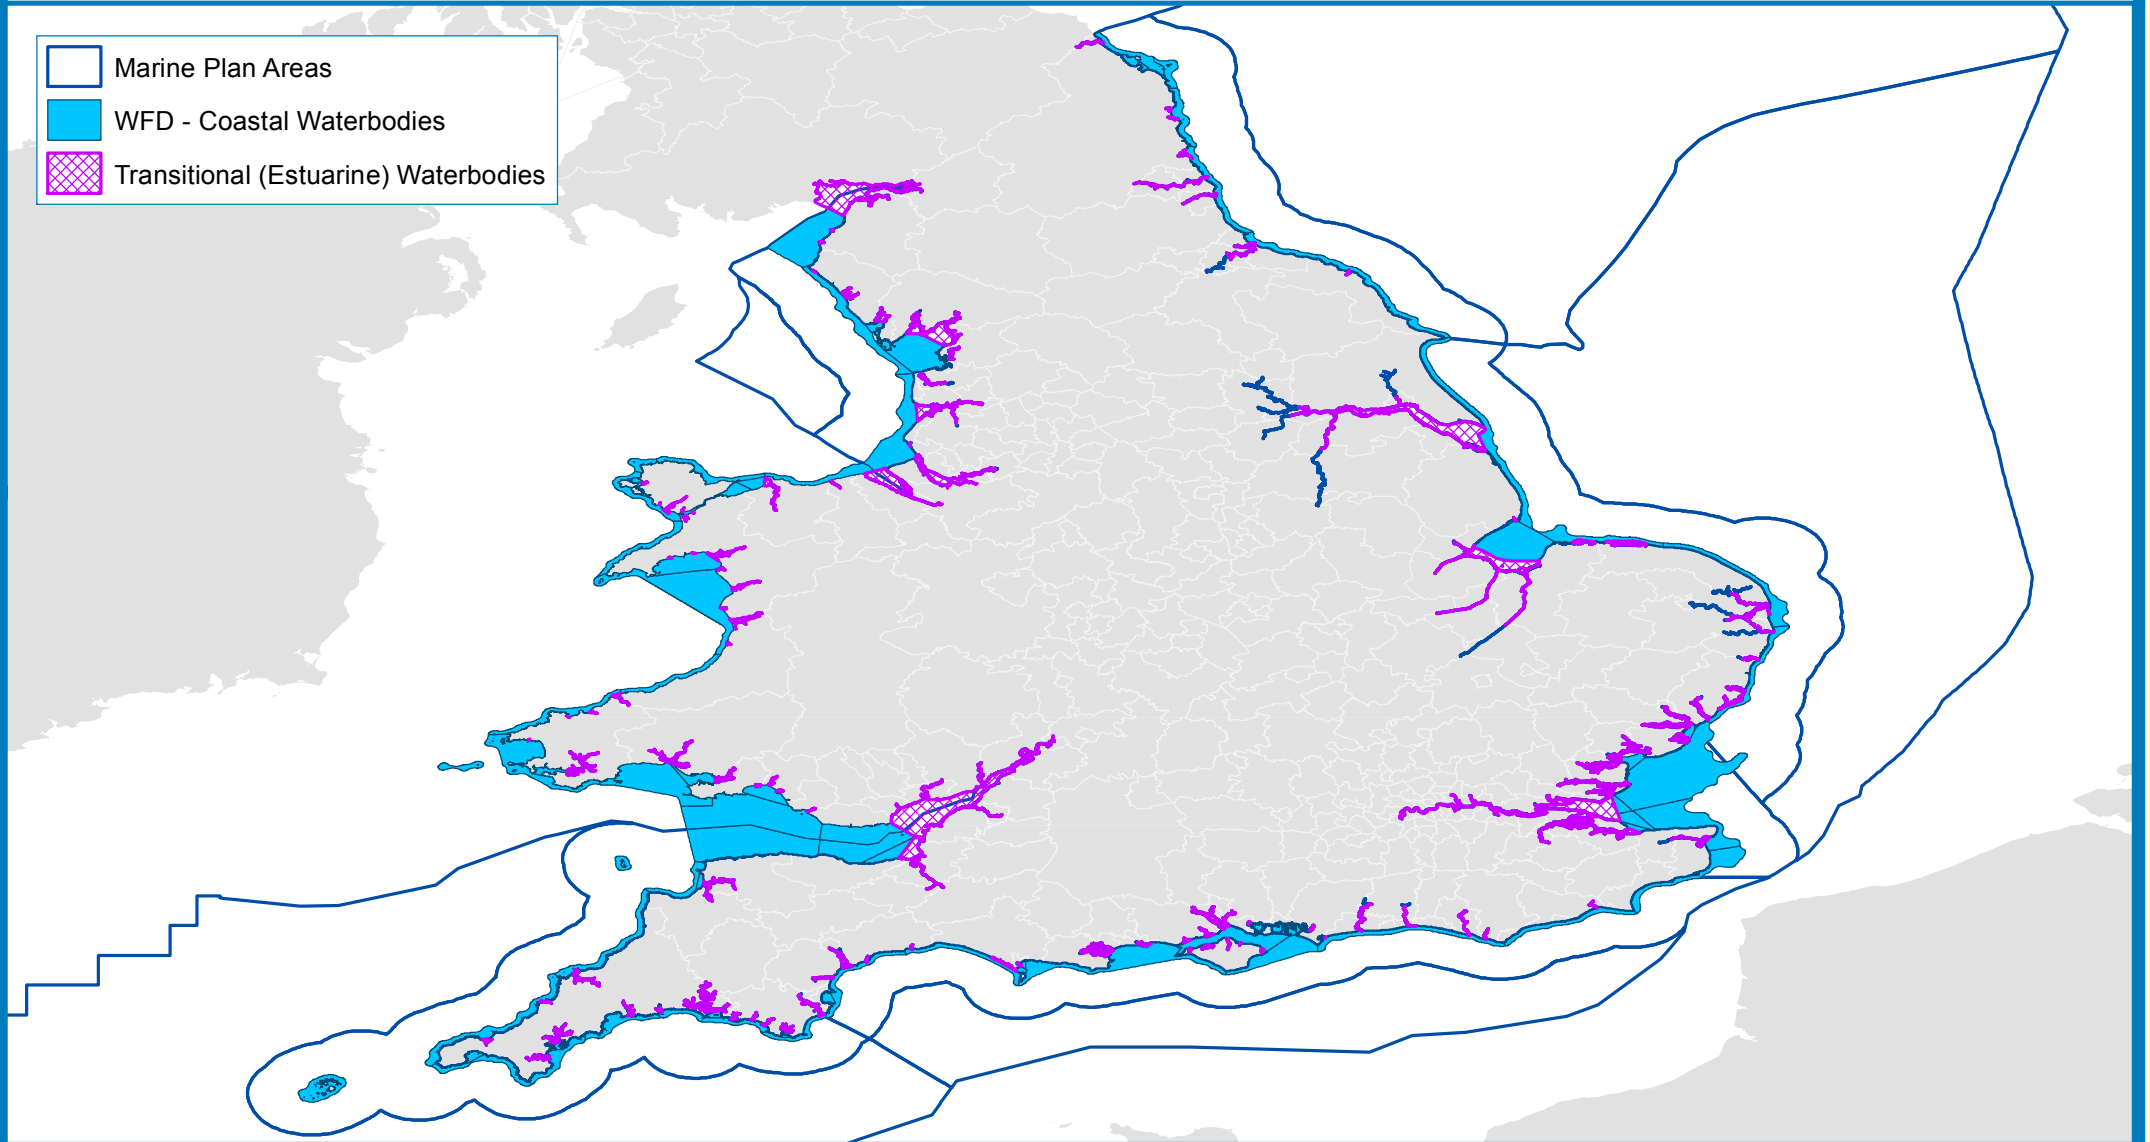 Marine Plan Areas
WFD - Coastal Waterbodies
Transitional (Estuarine) Waterbodies